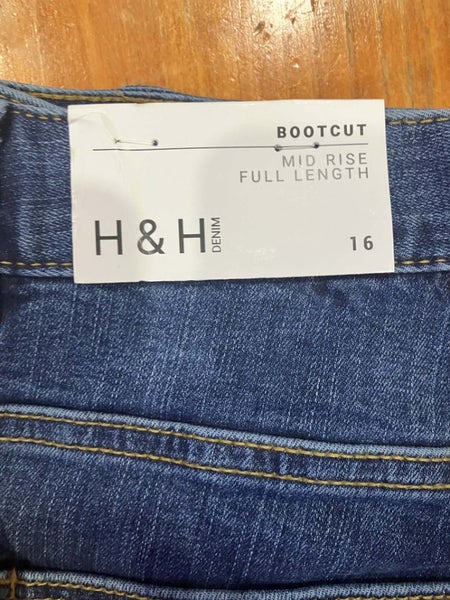 BOOTCUT
MID RISE
FULL LENGTH
H & H DENIM
16